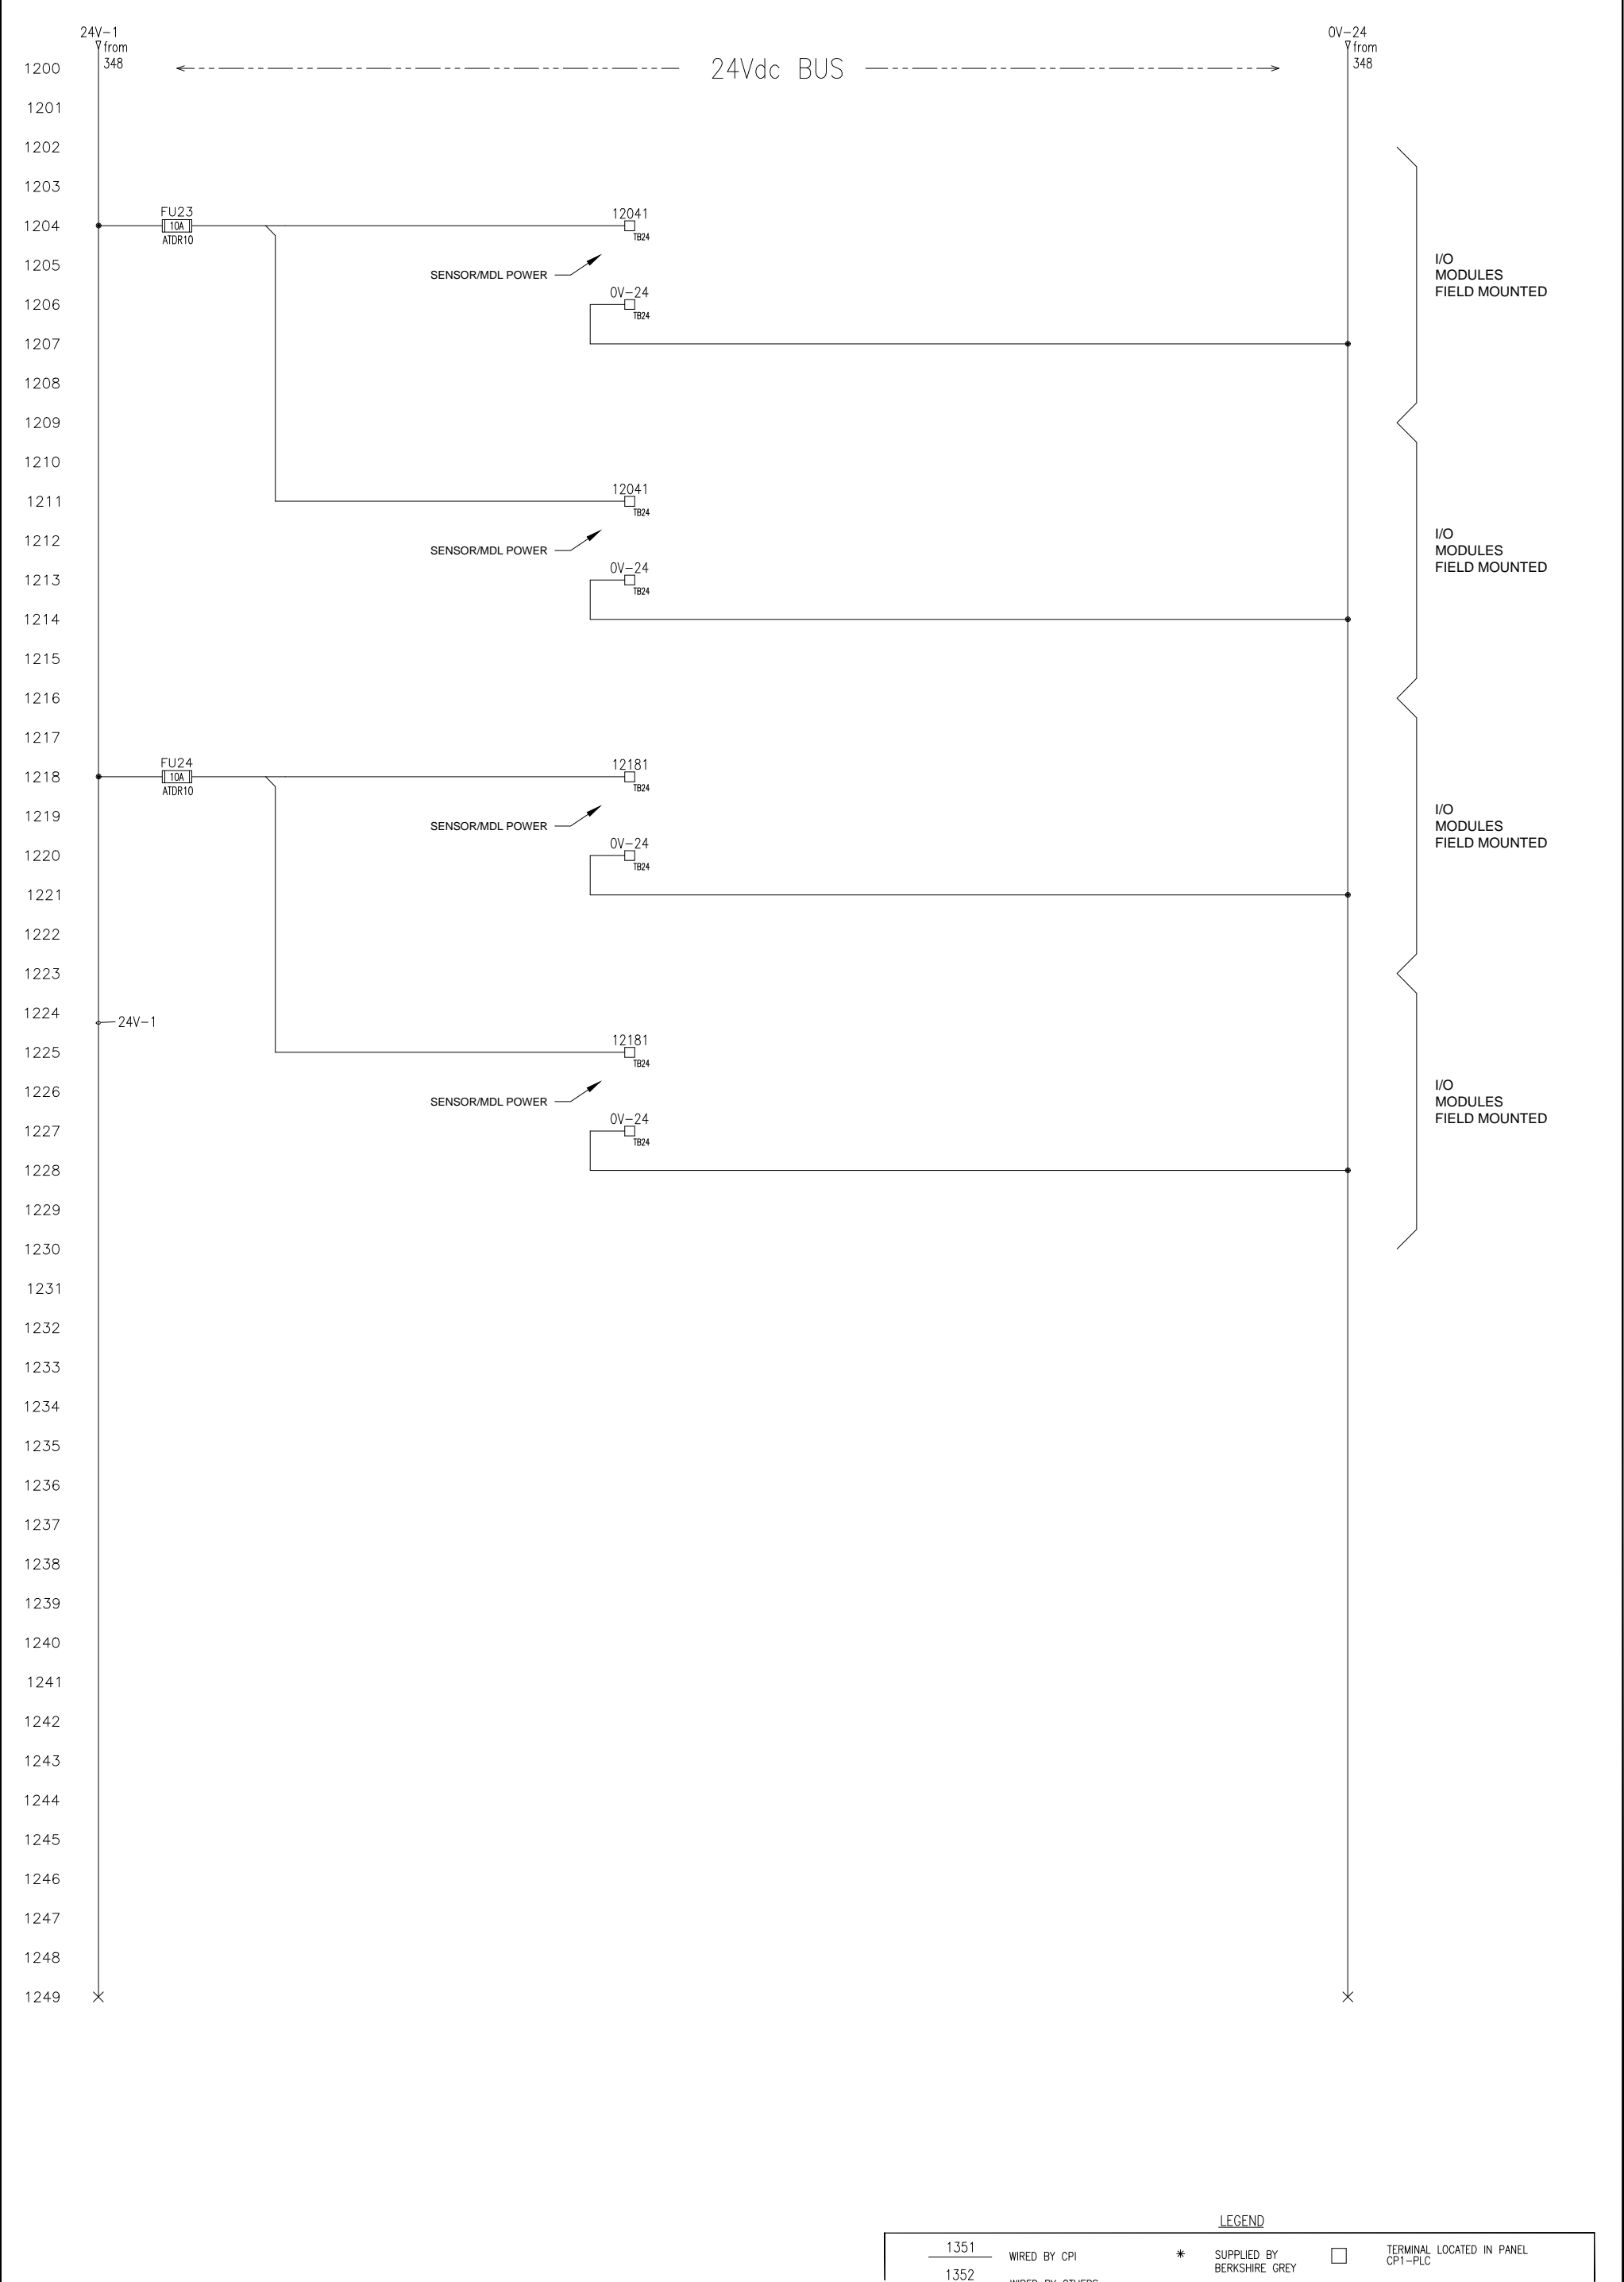 24V-1
from
348
0V-24
from
348
1200
24Vdc BUS
1201
1202
1203
FU23
12041
1204
10A
TB24
ATDR10
1205
SENSOR/MDL POWER
I/O
MODULES
FIELD MOUNTED
0V-24
1206
TB24
1207
1208
1209
1210
12041
1211
TB24
1212
SENSOR/MDL POWER
I/O
MODULES
FIELD MOUNTED
0V-24
1213
TB24
1214
1215
1216
1217
FU24
12181
1218
10A
TB24
ATDR10
1219
SENSOR/MDL POWER
I/O
MODULES
FIELD MOUNTED
0V-24
1220
TB24
1221
1222
1223
1224
24V-1
12181
1225
TB24
1226
SENSOR/MDL POWER
I/O
MODULES
FIELD MOUNTED
0V-24
1227
TB24
1228
1229
1230
1231
1232
1233
1234
1235
1236
1237
1238
1239
1240
1241
1242
1243
1244
1245
1246
1247
1248
1249
LEGEND
1351 WIRED BY CPI
* SUPPLIED BY
BERKSHIRE GREY
TERMINAL LOCATED IN PANEL
CP1-PLC
1352 WIRED BY OTHERS